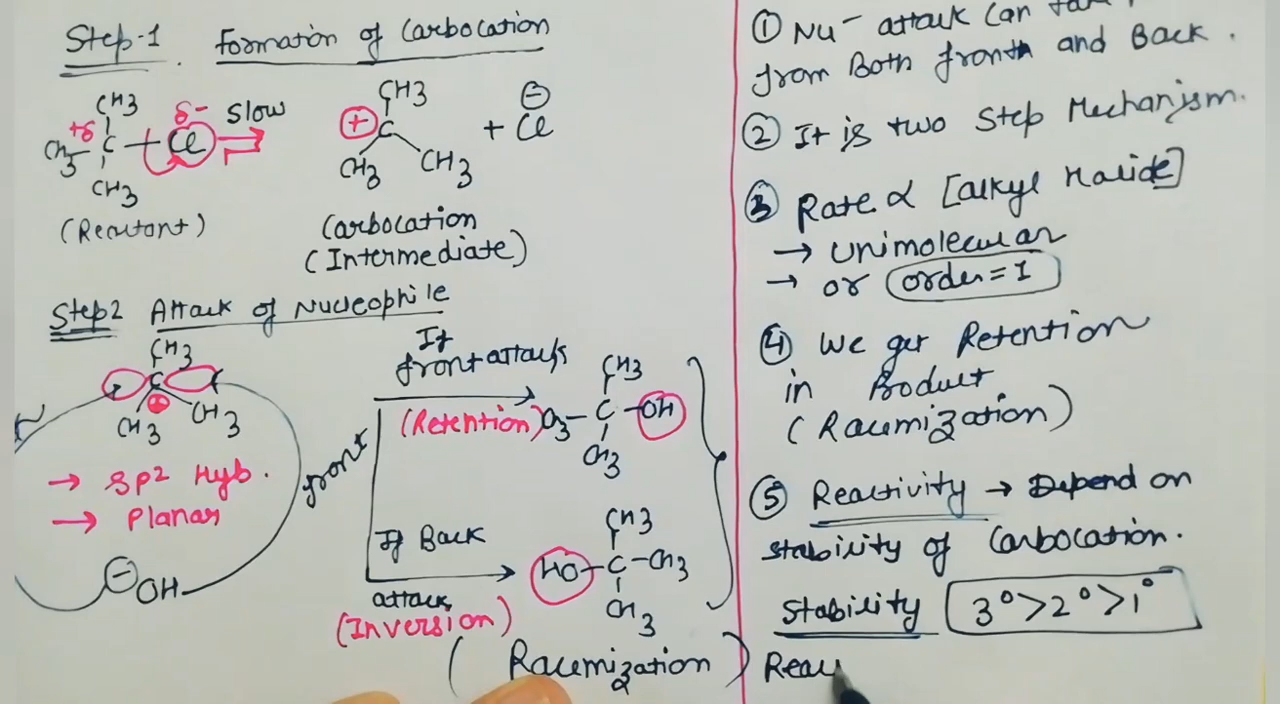 Step-1 Formation of Carbocation
CH3
+δ δ- Slow
CH3 - C + Cl
CH3
(Reactant)
CH3
+ C + Cl ⊖
CH3 CH3
Carbocation
(Intermediate)
Step2 Attack of Nucleophile
CH3
C
⊕
CH3 CH3
→ SP2 Hyb.
→ Planar
⊖OH
front
If
front attacks
(Retention)
CH3
C3 - C - OH
CH3
If Back
attack
(Inversion)
CH3
HO - C - CH3
CH3
(Racemization)
① Nu⁻ attack Can
from Both front and Back.
② It is two Step Mechanism.
③ Rate ∝ [alkyl Halide]
→ Unimolecular
→ or order = 1
④ We get Retention
in Product
(Racemization)
⑤ Reactivity → Depend on
stability of Carbocation.
Stability 3° > 2° > 1°
Reac